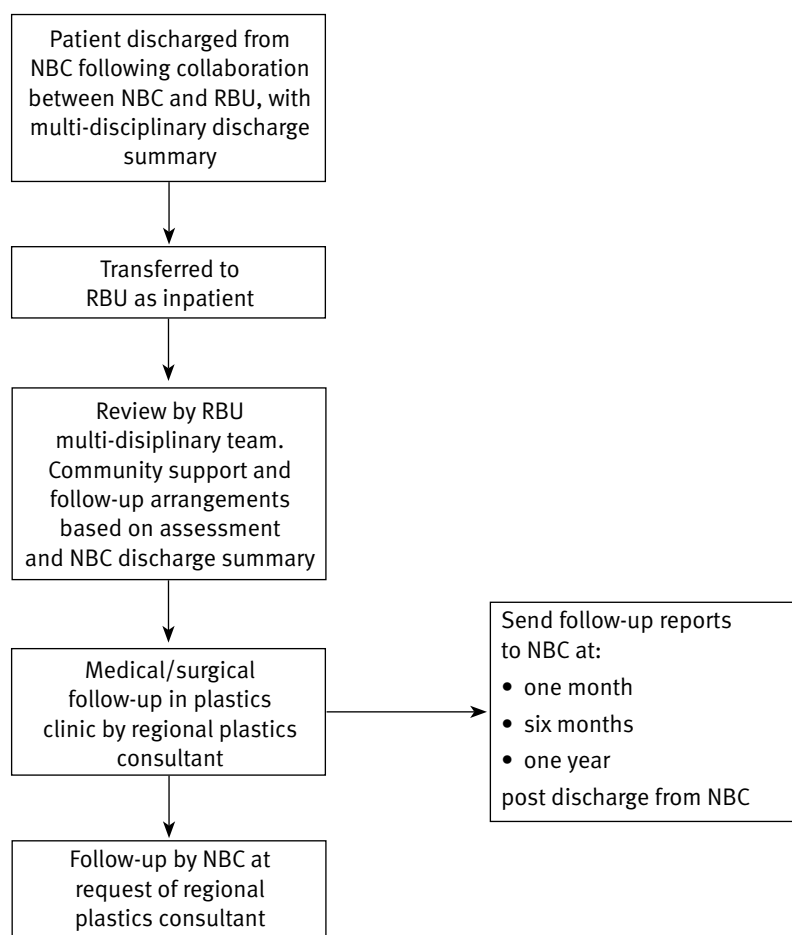 Patient discharged from
NBC following collaboration
between NBC and RBU, with
multi-disciplinary discharge
summary
Transferred to
RBU as inpatient
Review by RBU
multi-disiplinary team.
Community support and
follow-up arrangements
based on assessment
and NBC discharge summary
Medical/surgical
follow-up in plastics
clinic by regional plastics
consultant
Send follow-up reports
to NBC at:
• one month
• six months
• one year
post discharge from NBC
Follow-up by NBC at
request of regional
plastics consultant